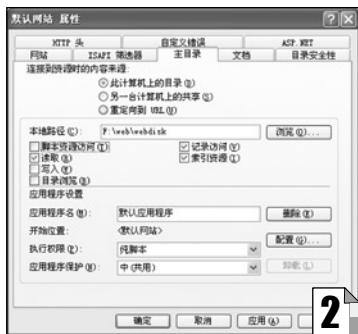 默认网站 属性
HTTP 头 自定义错误 ASP.NET
网站 ISAPI 筛选器 主目录 文档 目录安全性
连接到资源时的内容来源:
此计算机上的目录(D)
另一台计算机上的共享(S)
重定向到 URL(U)
本地路径(C): F:\web\webdisk 浏览(O)...
脚本资源访问(T) 记录访问(V)
读取(R) 索引资源(I)
写入(W)
目录浏览(B)
应用程序设置
应用程序名(M): 默认应用程序 删除(E)
开始位置: <默认网站>
配置(G)...
执行权限(P): 纯脚本
应用程序保护(N): 中(共用) 卸载(L)
确定 取消 应用(A)
2